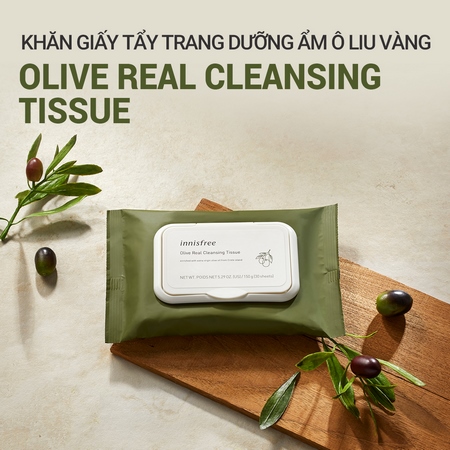 KHĂN GIẤY TẨY TRANG DƯỠNG ẨM Ô LIU VÀNG
OLIVE REAL CLEANSING
TISSUE
innisfree
Olive Real Cleansing Tissue